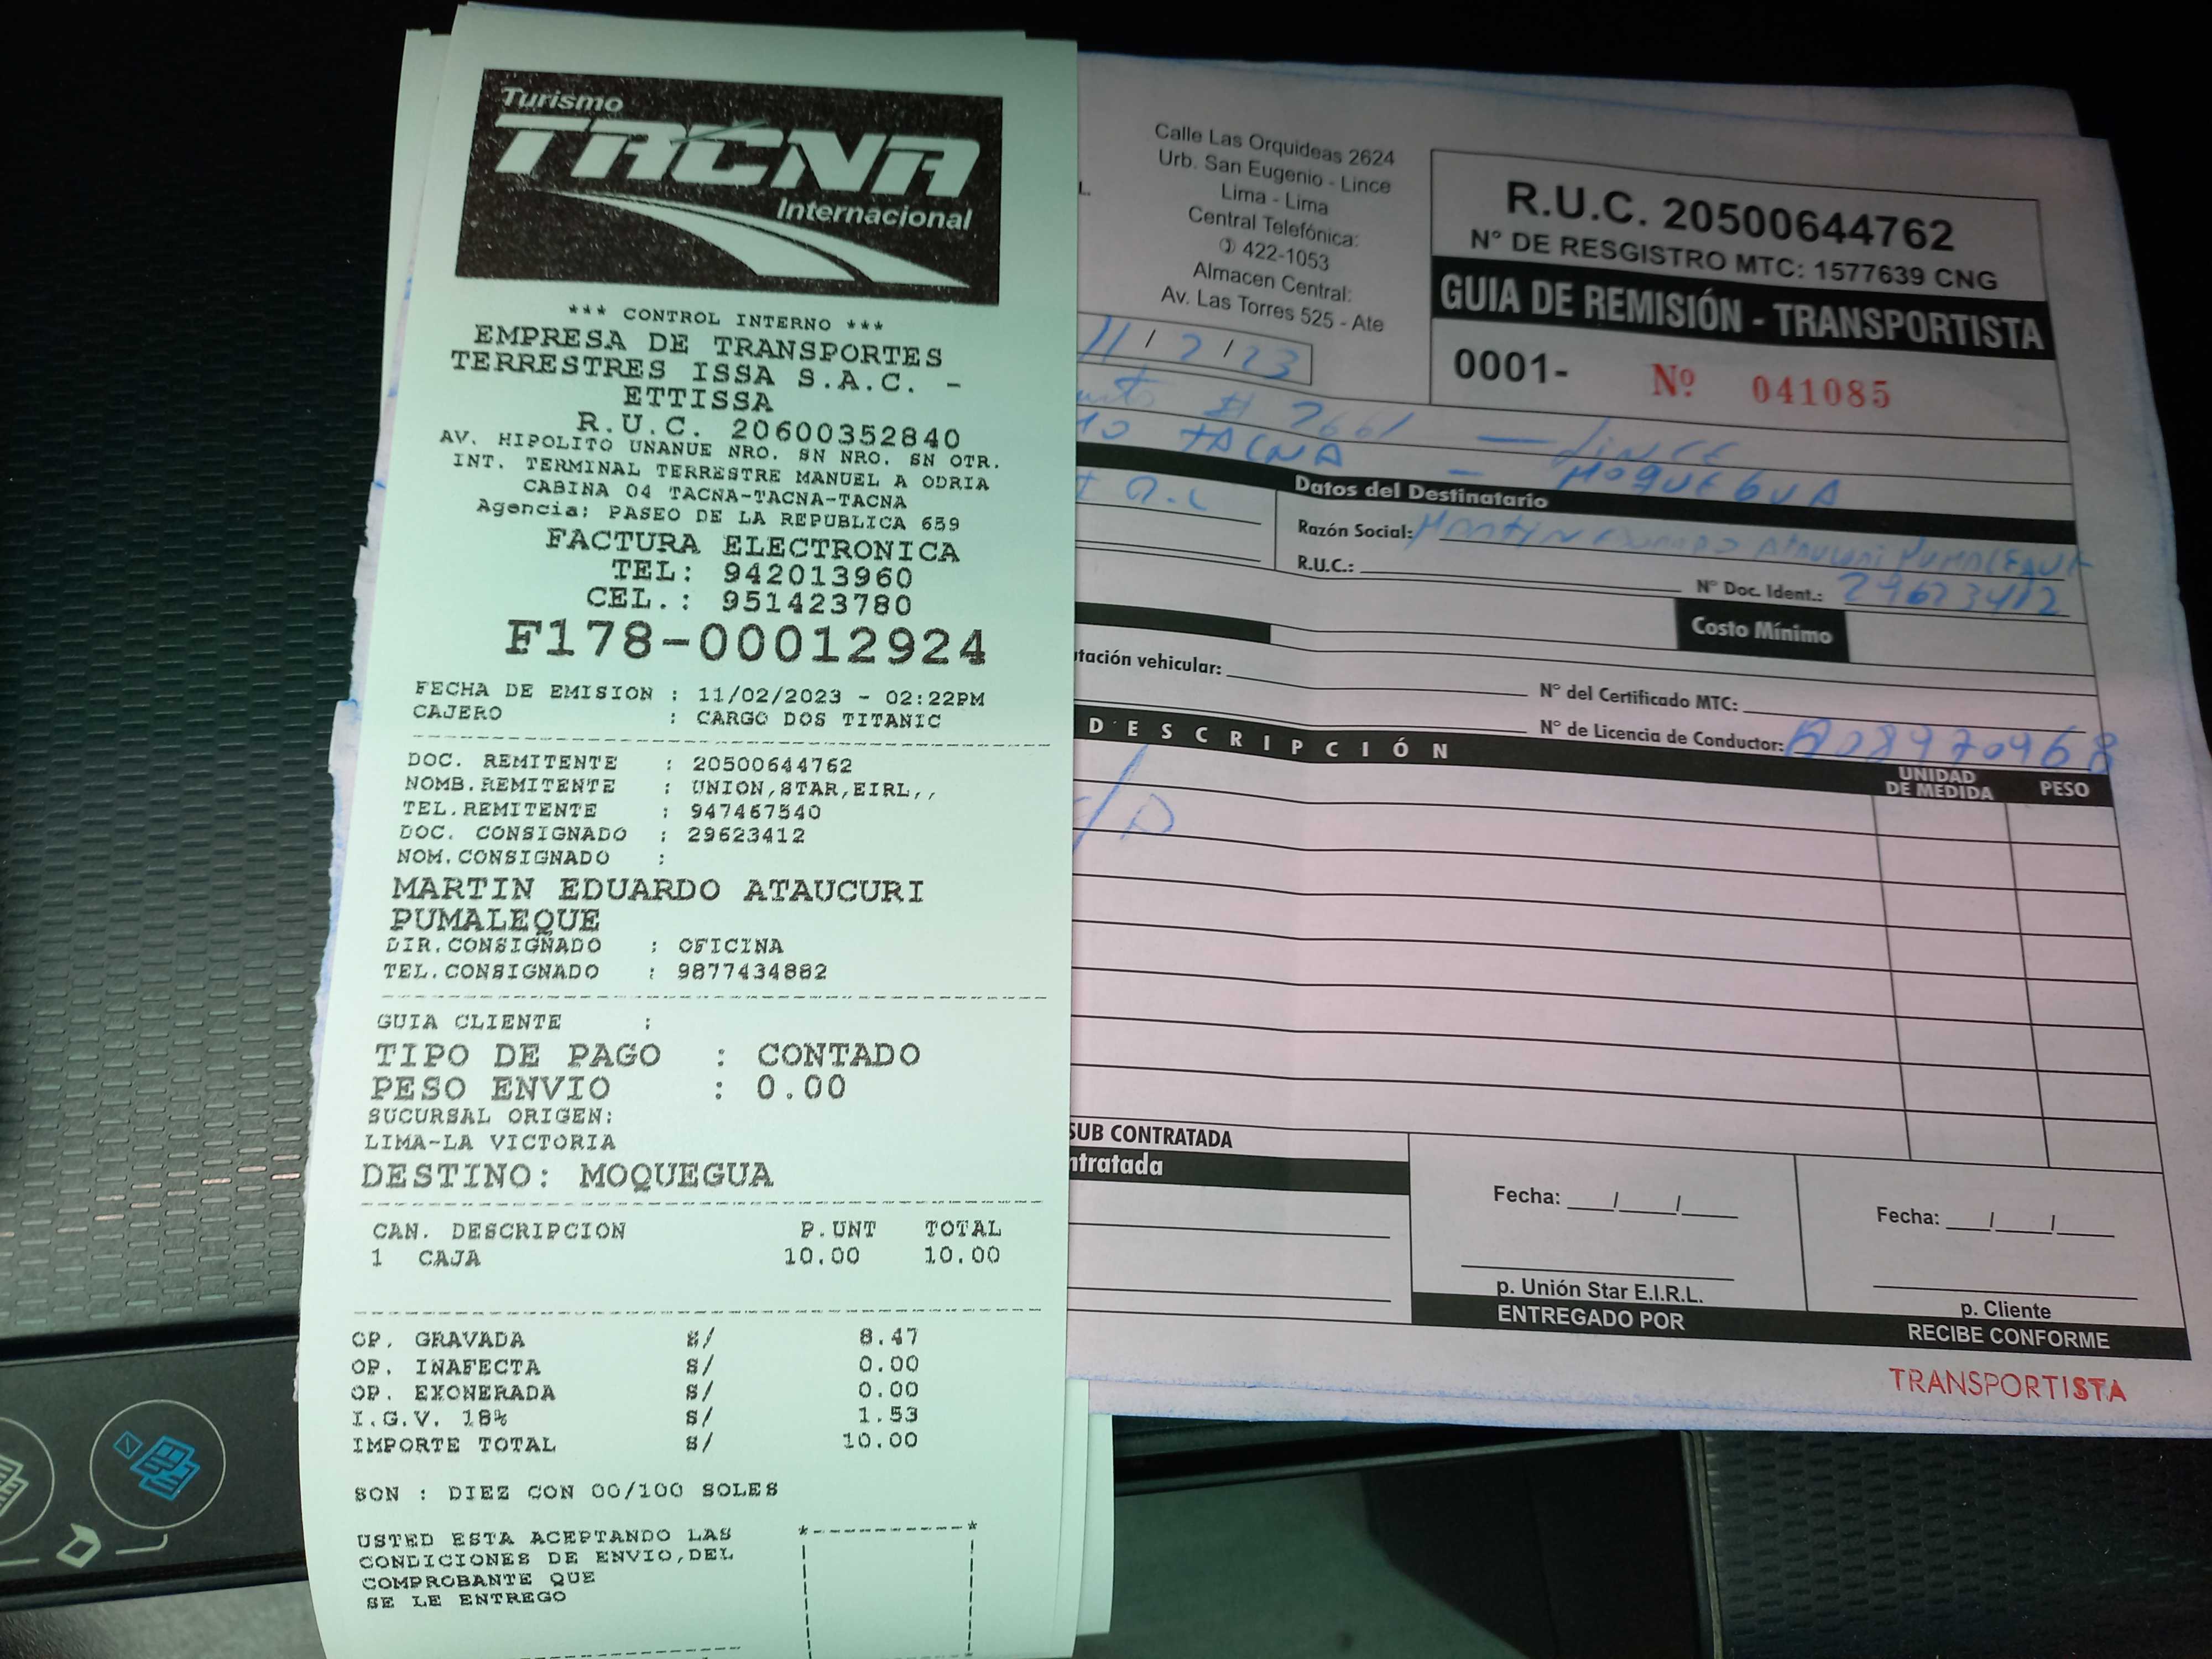 Turismo
TACNA
Internacional
*** CONTROL INTERNO ***
EMPRESA DE TRANSPORTES
TERRESTRES ISSA S.A.C. -
ETTISSA
R.U.C. 20600352840
AV. HIPOLITO UNANUE NRO. SN NRO. SN OTR.
INT. TERMINAL TERRESTRE MANUEL A ODRIA
CABINA 04 TACNA-TACNA-TACNA
Agencia: PASEO DE LA REPUBLICA 659
FACTURA ELECTRONICA
TEL: 942013960
CEL.: 951423780
F178-00012924
FECHA DE EMISION : 11/02/2023 - 02:22PM
CAJERO : CARGO DOS TITANIC
DOC. REMITENTE : 20500644762
NOMB.REMITENTE : UNION,STAR,EIRL,,
TEL.REMITENTE : 947467540
DOC. CONSIGNADO : 29623412
NOM.CONSIGNADO :
MARTIN EDUARDO ATAUCURI
PUMALEQUE
DIR.CONSIGNADO : OFICINA
TEL.CONSIGNADO : 9877434882
GUIA CLIENTE :
TIPO DE PAGO : CONTADO
PESO ENVIO : 0.00
SUCURSAL ORIGEN:
LIMA-LA VICTORIA
DESTINO: MOQUEGUA
CAN. DESCRIPCION P.UNT TOTAL
1 CAJA 10.00 10.00
OP. GRAVADA S/ 8.47
OP. INAFECTA S/ 0.00
OP. EXONERADA S/ 0.00
I.G.V. 18% S/ 1.53
IMPORTE TOTAL S/ 10.00
SON : DIEZ CON 00/100 SOLES
USTED ESTA ACEPTANDO LAS
CONDICIONES DE ENVIO,DEL
COMPROBANTE QUE
SE LE ENTREGO
L.
Calle Las Orquideas 2624
Urb. San Eugenio - Lince
Lima - Lima
Central Telefónica:
422-1053
Almacen Central:
Av. Las Torres 525 - Ate
R.U.C. 20500644762
N° DE RESGISTRO MTC: 1577639 CNG
GUIA DE REMISIÓN - TRANSPORTISTA
0001- Nº 041085
11 / 2 / 23
# 2661 - LINCE
TACNA - MOQUEGUA
Datos del Destinatario
Razón Social: Martin Ataucuri
R.U.C.: N° Doc. Ident.: 29623412
Costo Mínimo
tación vehicular:
N° del Certificado MTC:
N° de Licencia de Conductor: Q08970968
DESCRIPCIÓN
UNIDAD
DE MEDIDA
PESO
SUB CONTRATADA
ntratada
Fecha: / /
p. Unión Star E.I.R.L.
ENTREGADO POR
Fecha: / /
p. Cliente
RECIBE CONFORME
TRANSPORTISTA